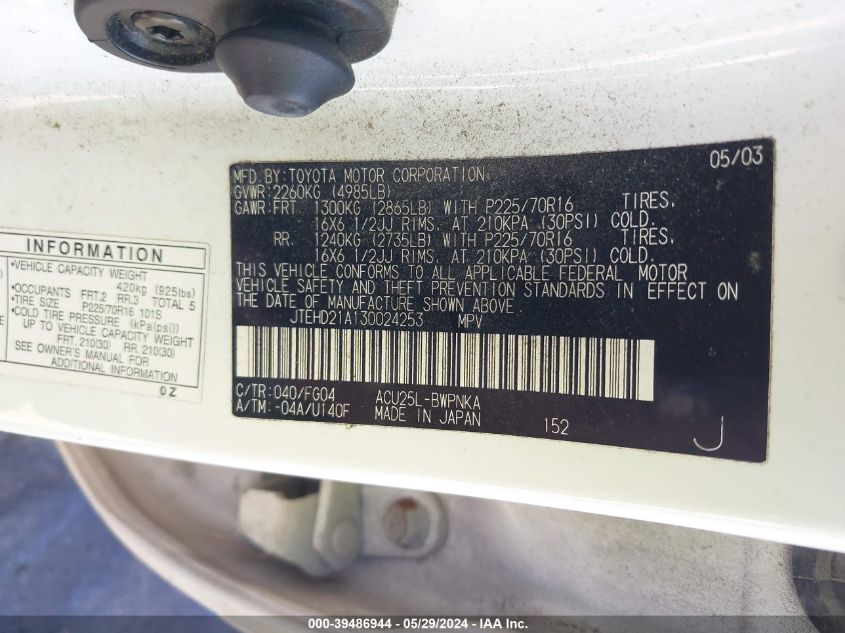 05/03
MFD.BY:TOYOTA MOTOR CORPORATION
GVWR:2260KG (4985LB)
GAWR:FRT. 1300KG (2865LB) WITH P225/70R16 TIRES,
16X6 1/2JJ RIMS, AT 210KPA (30PSI) COLD.
RR. 1240KG (2735LB) WITH P225/70R16 TIRES,
16X6 1/2JJ RIMS, AT 210KPA (30PSI) COLD.
THIS VEHICLE CONFORMS TO ALL APPLICABLE FEDERAL MOTOR
VEHICLE SAFETY AND THEFT PREVENTION STANDARDS IN EFFECT ON
THE DATE OF MANUFACTURE SHOWN ABOVE.
JTEHD21A130024253 MPV
C/TR:040/FG04 ACU25L-BWPNKA
A/TM:-04A/U140F MADE IN JAPAN 152
J
INFORMATION
•VEHICLE CAPACITY WEIGHT
420kg (925lbs)
•OCCUPANTS FRT.2 RR.3 TOTAL 5
•TIRE SIZE P225/70R16 101S
•COLD TIRE PRESSURE (kPa[psi])
UP TO VEHICLE CAPACITY WEIGHT
FRT. 210(30) RR. 210(30)
SEE OWNER'S MANUAL FOR
ADDITIONAL INFORMATION
0Z
000-39486944 - 05/29/2024 - IAA Inc.